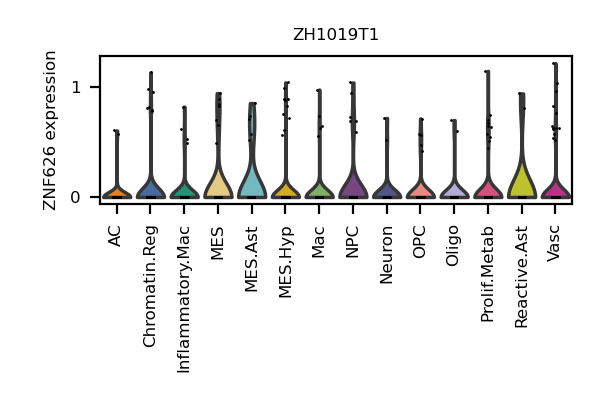 ZH1019T1
ZNF626 expression
1
0
AC
Chromatin.Reg
Inflammatory.Mac
MES
MES.Ast
MES.Hyp
Mac
NPC
Neuron
OPC
Oligo
Prolif.Metab
Reactive.Ast
Vasc